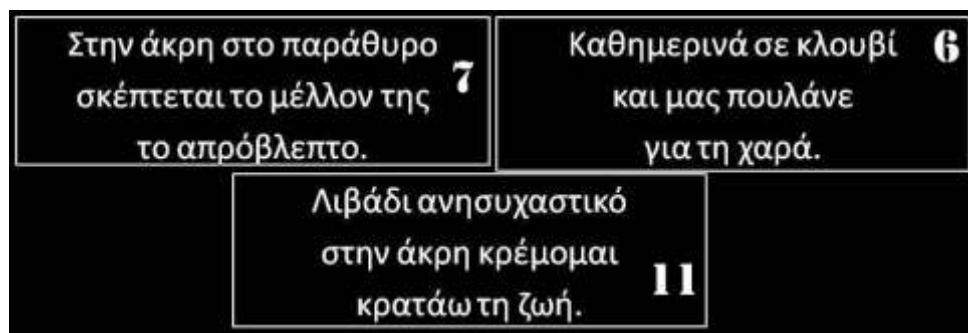 Στην άκρη στο παράθυρο
σκέπτεται το μέλλον της
το απρόβλεπτο.
7
Καθημερινά σε κλουβί
και μας πουλάνε
για τη χαρά.
6
Λιβάδι ανησυχαστικό
στην άκρη κρέμομαι
κρατάω τη ζωή.
11